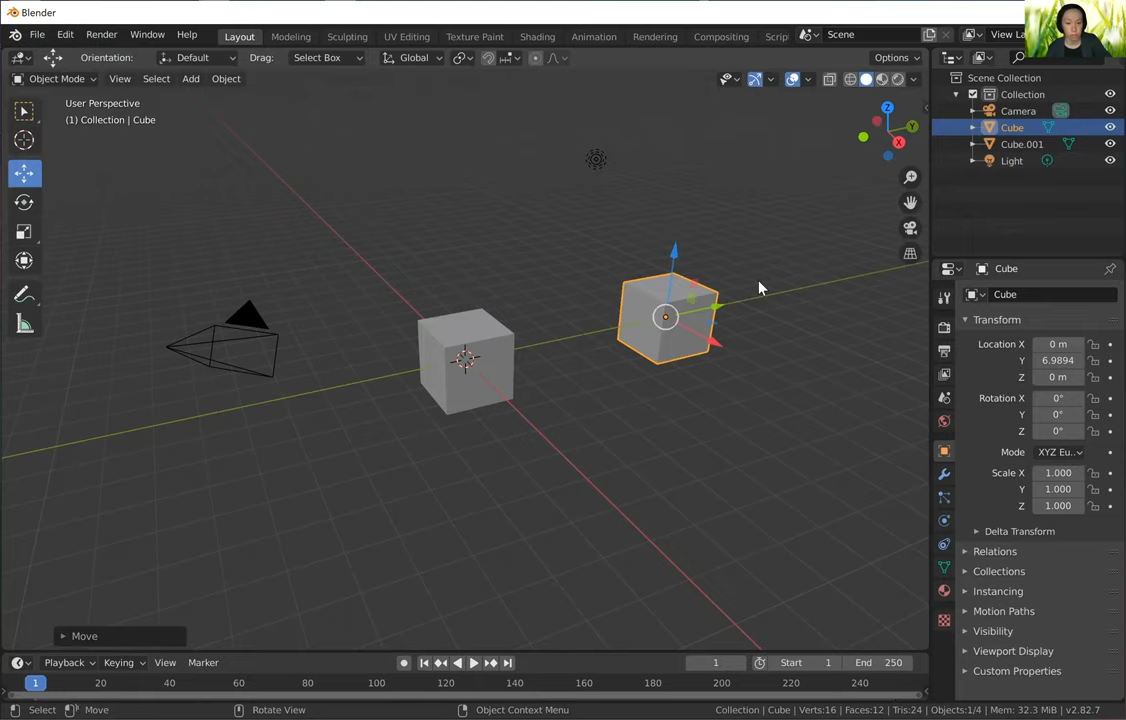 Blender
File Edit Render Window Help Layout Modeling Sculpting UV Editing Texture Paint Shading Animation Rendering Compositing Scene View La
Orientation: Default Drag: Select Box Global Options
Object Mode View Select Add Object
User Perspective
(1) Collection | Cube
Z
Y
X
Scene Collection
Collection
Camera
Cube
Cube.001
Light
Cube
Cube
Transform
Location X 0 m
Y 6.9894
Z 0 m
Rotation X 0°
Y 0°
Z 0°
Mode XYZ Eu..
Scale X 1.000
Y 1.000
Z 1.000
Delta Transform
Relations
Collections
Instancing
Motion Paths
Visibility
Viewport Display
Custom Properties
Move
Playback Keying View Marker 1 Start 1 End 250
1 20 40 60 80 100 120 140 160 180 200 220 240
Select Move Rotate View Object Context Menu Collection | Cube | Verts:16 | Faces:12 | Tris:24 | Objects:1/4 | Mem: 32.3 MiB | v2.82.7